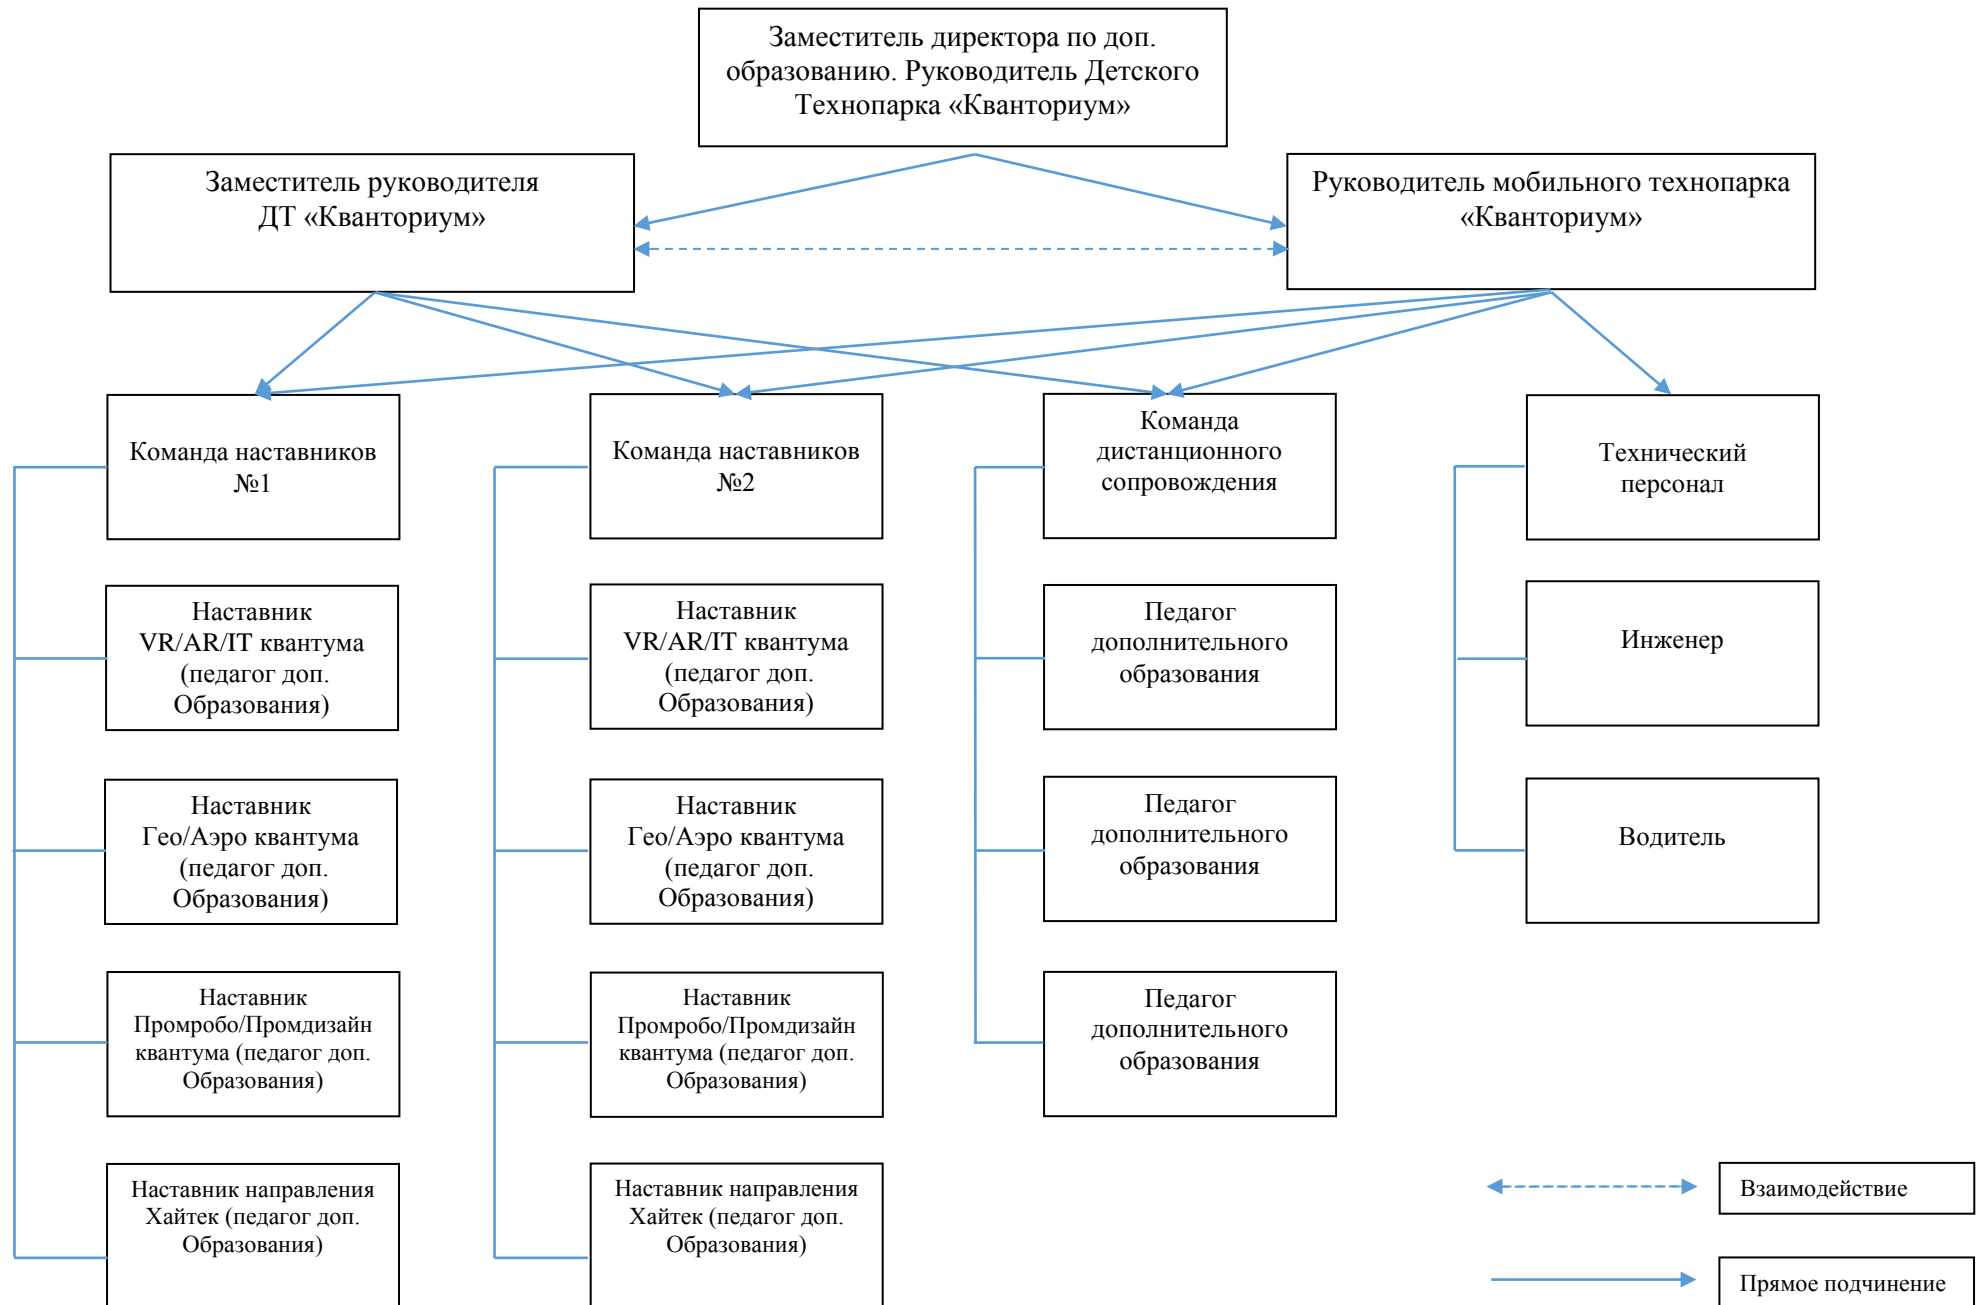 Заместитель директора по доп.
образованию. Руководитель Детского
Технопарка «Кванториум»
Заместитель руководителя
ДТ «Кванториум»
Руководитель мобильного технопарка
«Кванториум»
Команда наставников
№1
Команда наставников
№2
Команда
дистанционного
сопровождения
Технический
персонал
Наставник
VR/AR/IT квантума
(педагог доп.
Образования)
Наставник
VR/AR/IT квантума
(педагог доп.
Образования)
Педагог
дополнительного
образования
Инженер
Наставник
Гео/Аэро квантума
(педагог доп.
Образования)
Наставник
Гео/Аэро квантума
(педагог доп.
Образования)
Педагог
дополнительного
образования
Водитель
Наставник
Промробо/Промдизайн
квантума (педагог доп.
Образования)
Наставник
Промробо/Промдизайн
квантума (педагог доп.
Образования)
Педагог
дополнительного
образования
Наставник направления
Хайтек (педагог доп.
Образования)
Наставник направления
Хайтек (педагог доп.
Образования)
Взаимодействие
Прямое подчинение